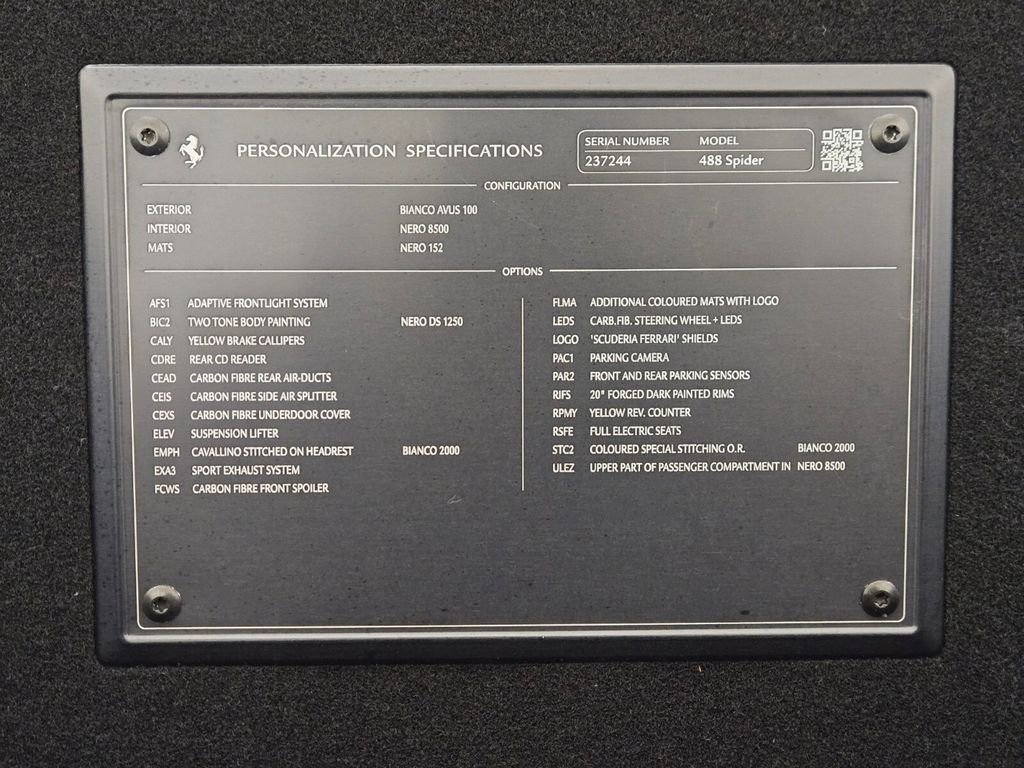 PERSONALIZATION SPECIFICATIONS
SERIAL NUMBER MODEL
237244 488 Spider
CONFIGURATION
EXTERIOR BIANCO AVUS 100
INTERIOR NERO 8500
MATS NERO 152
OPTIONS
AFS1 ADAPTIVE FRONTLIGHT SYSTEM
BIC2 TWO TONE BODY PAINTING NERO DS 1250
CALY YELLOW BRAKE CALLIPERS
CDRE REAR CD READER
CEAD CARBON FIBRE REAR AIR-DUCTS
CEIS CARBON FIBRE SIDE AIR SPLITTER
CEXS CARBON FIBRE UNDERDOOR COVER
ELEV SUSPENSION LIFTER
EMPH CAVALLINO STITCHED ON HEADREST BIANCO 2000
EXA3 SPORT EXHAUST SYSTEM
FCWS CARBON FIBRE FRONT SPOILER
FLMA ADDITIONAL COLOURED MATS WITH LOGO
LEDS CARB.FIB. STEERING WHEEL + LEDS
LOGO 'SCUDERIA FERRARI' SHIELDS
PAC1 PARKING CAMERA
PAR2 FRONT AND REAR PARKING SENSORS
RIFS 20" FORGED DARK PAINTED RIMS
RPMY YELLOW REV. COUNTER
RSFE FULL ELECTRIC SEATS
STC2 COLOURED SPECIAL STITCHING O.R. BIANCO 2000
ULEZ UPPER PART OF PASSENGER COMPARTMENT IN NERO 8500